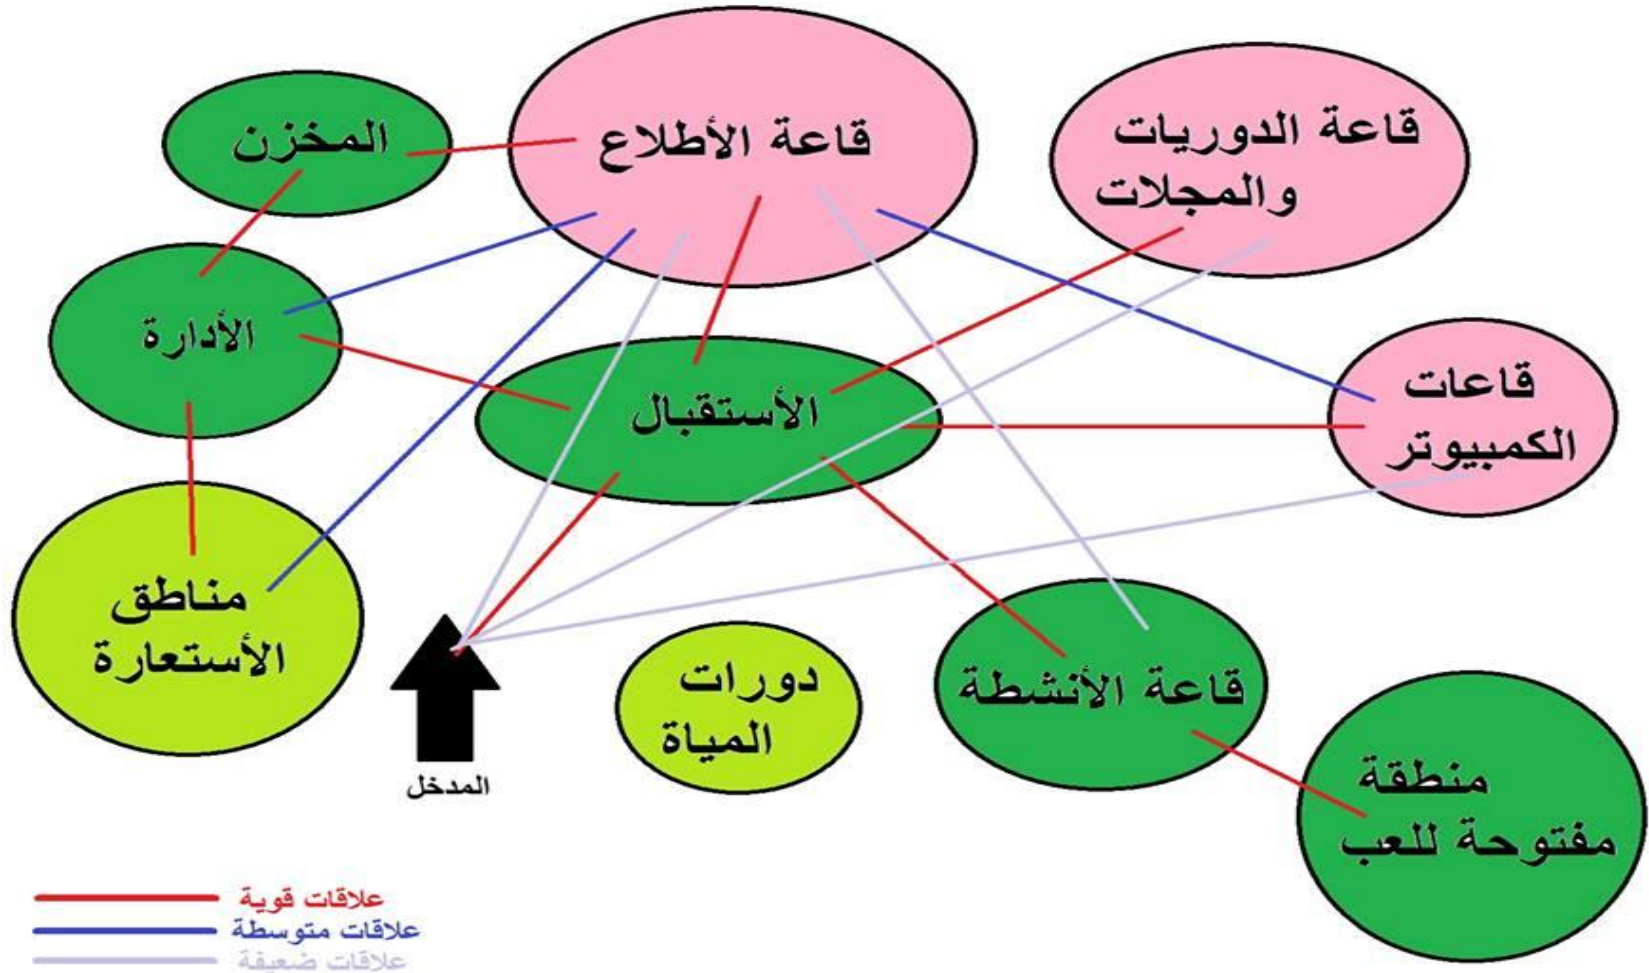 قاعة الأطلاع
قاعة الدوريات
والمجلات
المخزن
الأدارة
الأستقبال
قاعات
الكمبيوتر
مناطق
الأستعارة
المدخل
دورات
المياة
قاعة الأنشطة
منطقة
مفتوحة للعب
علاقات قوية
علاقات متوسطة
علاقات ضعيفة